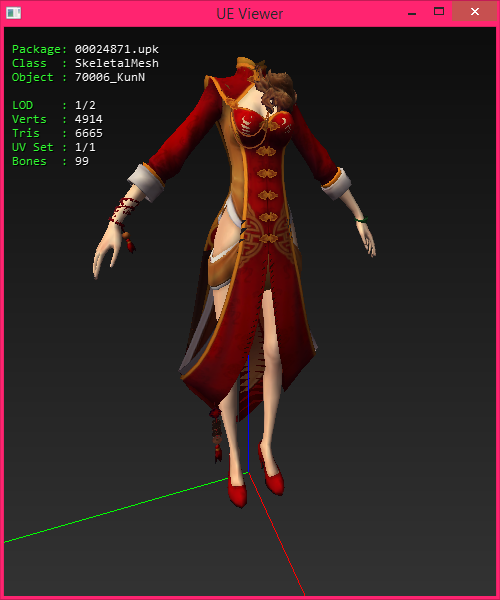 UE Viewer
Package: 00024871.upk
Class  : SkeletalMesh
Object : 70006_KunN
LOD    : 1/2
Verts  : 4914
Tris   : 6665
UV Set : 1/1
Bones  : 99